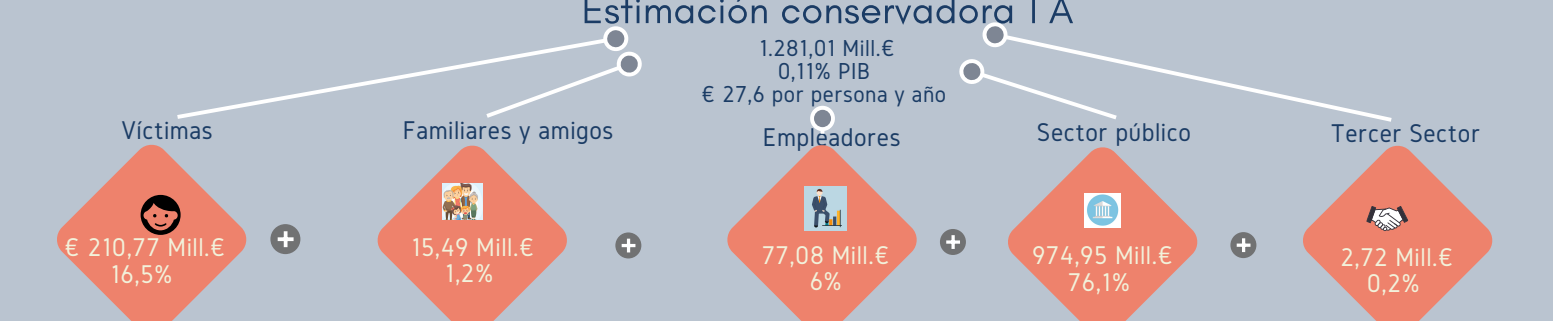 Estimación conservadora 1 A
1.281,01 Mill.€
0,11% PIB
€ 27,6 por persona y año
Víctimas
Familiares y amigos
Empleadores
Sector público
Tercer Sector
€ 210,77 Mill.€
16,5%
15,49 Mill.€
1,2%
77,08 Mill.€
6%
974,95 Mill.€
76,1%
2,72 Mill.€
0,2%